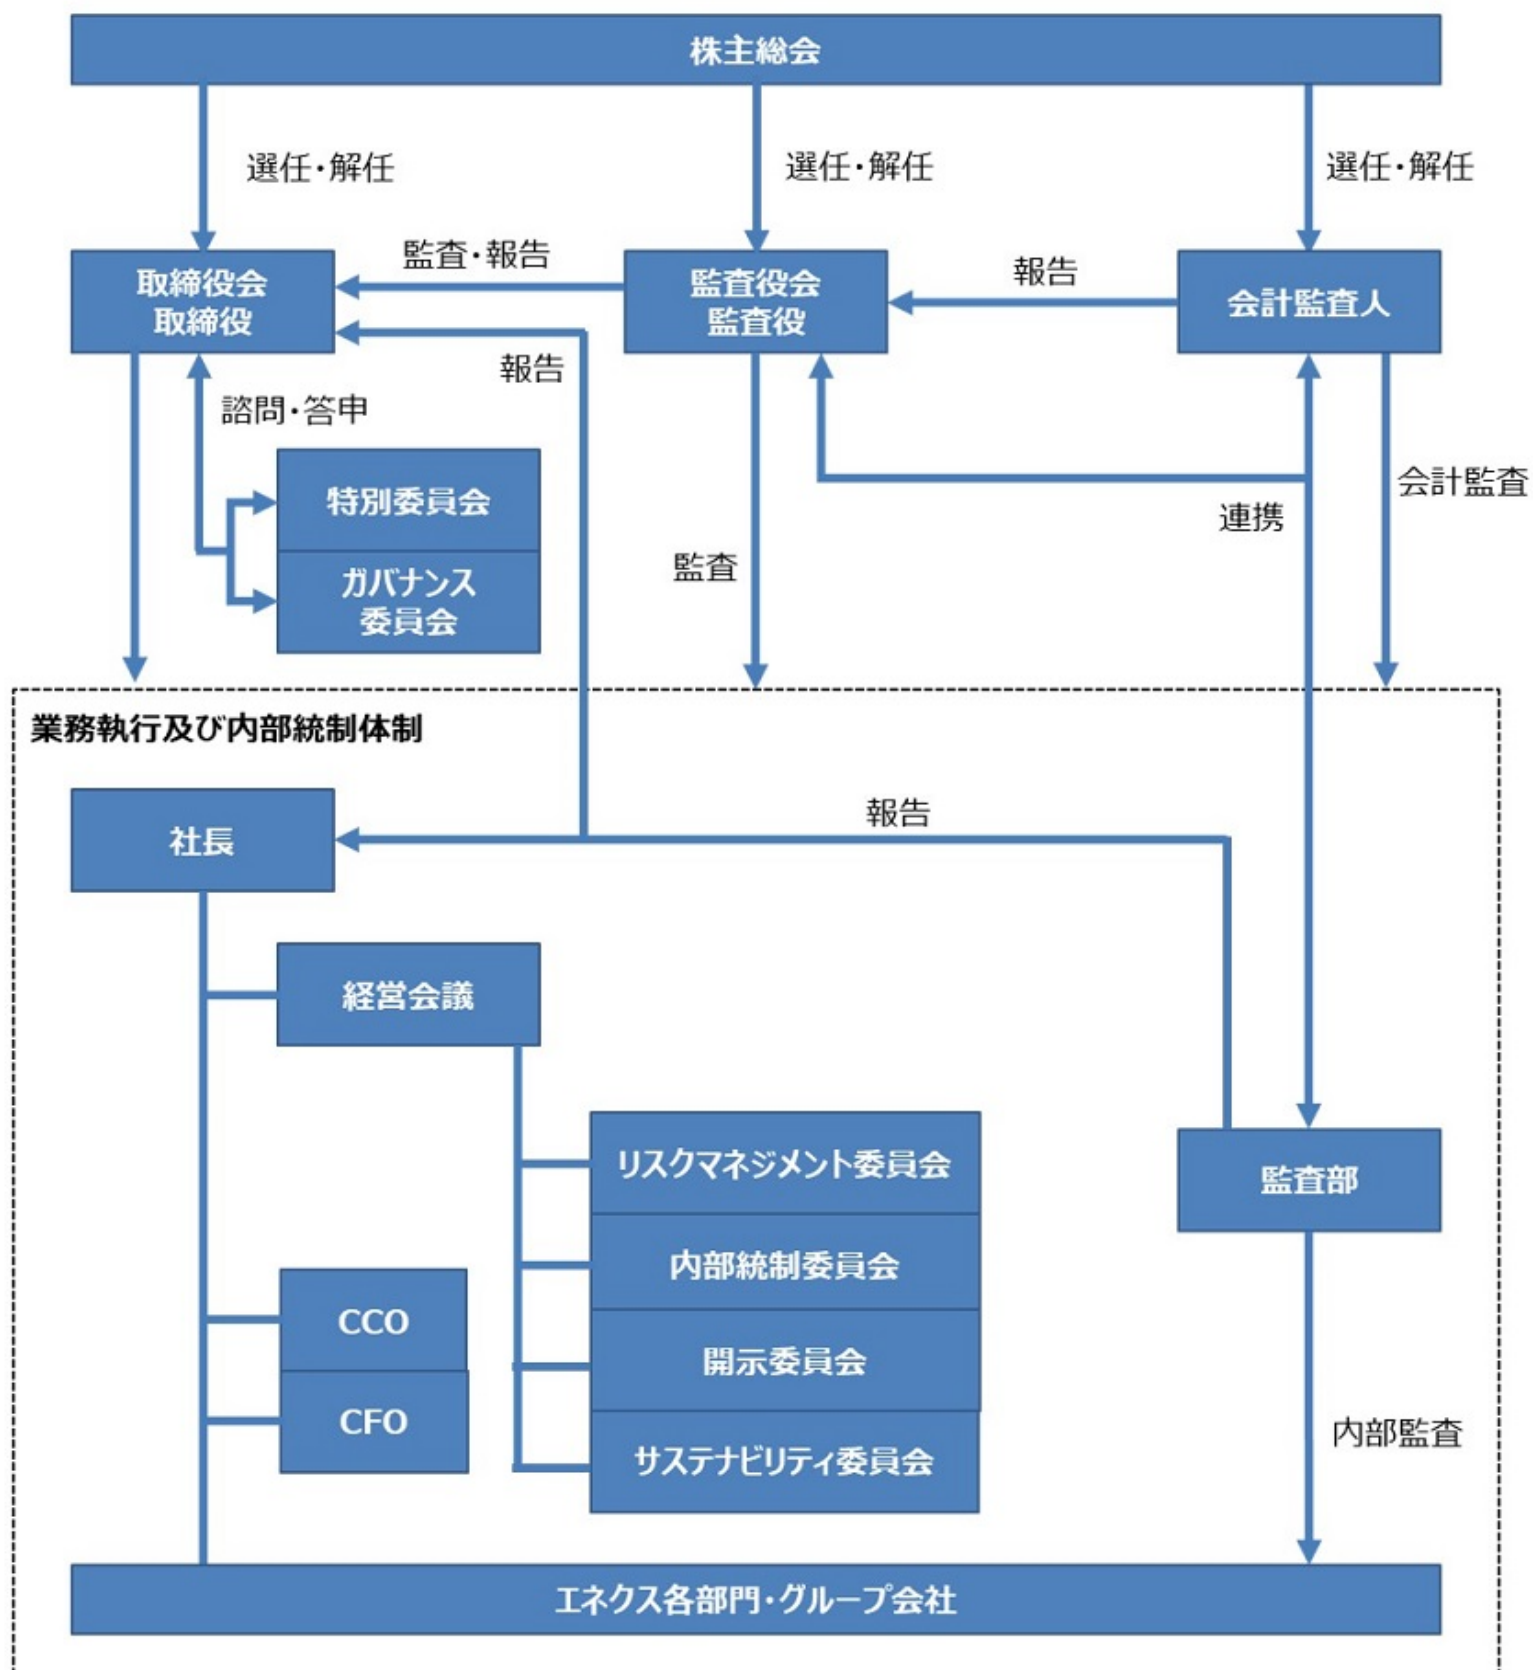 株主総会
選任・解任
選任・解任
選任・解任
取締役会
取締役
監査・報告
監査役会
監査役
報告
会計監査人
報告
諮問・答申
特別委員会
ガバナンス
委員会
監査
連携
会計監査
業務執行及び内部統制体制
社長
報告
経営会議
リスクマネジメント委員会
内部統制委員会
開示委員会
サステナビリティ委員会
監査部
CCO
CFO
内部監査
エネクス各部門・グループ会社